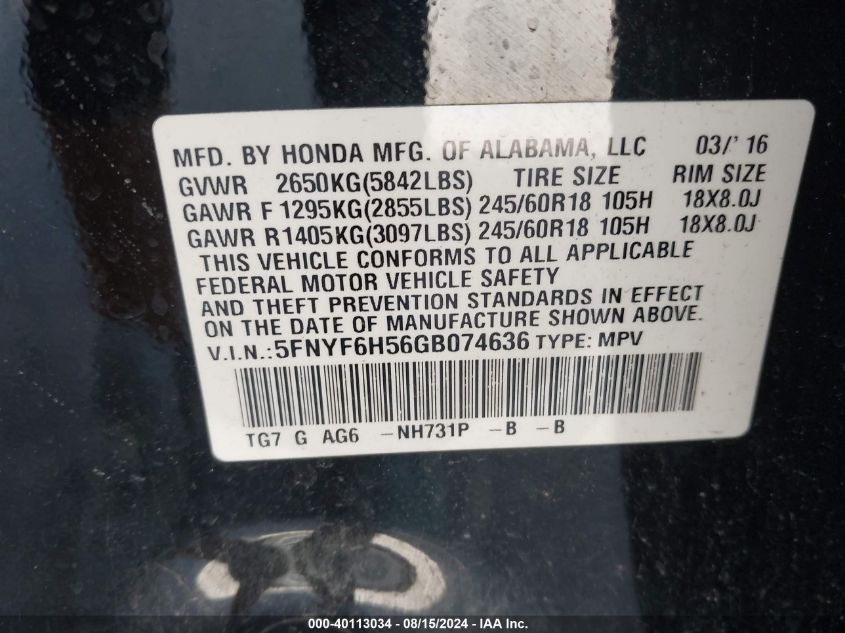 MFD. BY HONDA MFG. OF ALABAMA, LLC 03/'16
GVWR 2650KG(5842LBS) TIRE SIZE RIM SIZE
GAWR F1295KG(2855LBS) 245/60R18 105H 18X8.0J
GAWR R1405KG(3097LBS) 245/60R18 105H 18X8.0J
THIS VEHICLE CONFORMS TO ALL APPLICABLE
FEDERAL MOTOR VEHICLE SAFETY
AND THEFT PREVENTION STANDARDS IN EFFECT
ON THE DATE OF MANUFACTURE SHOWN ABOVE.
V.I.N.:5FNYF6H56GB074636 TYPE: MPV
TG7 G AG6 -NH731P -B -B
000-40113034 - 08/15/2024 - IAA Inc.